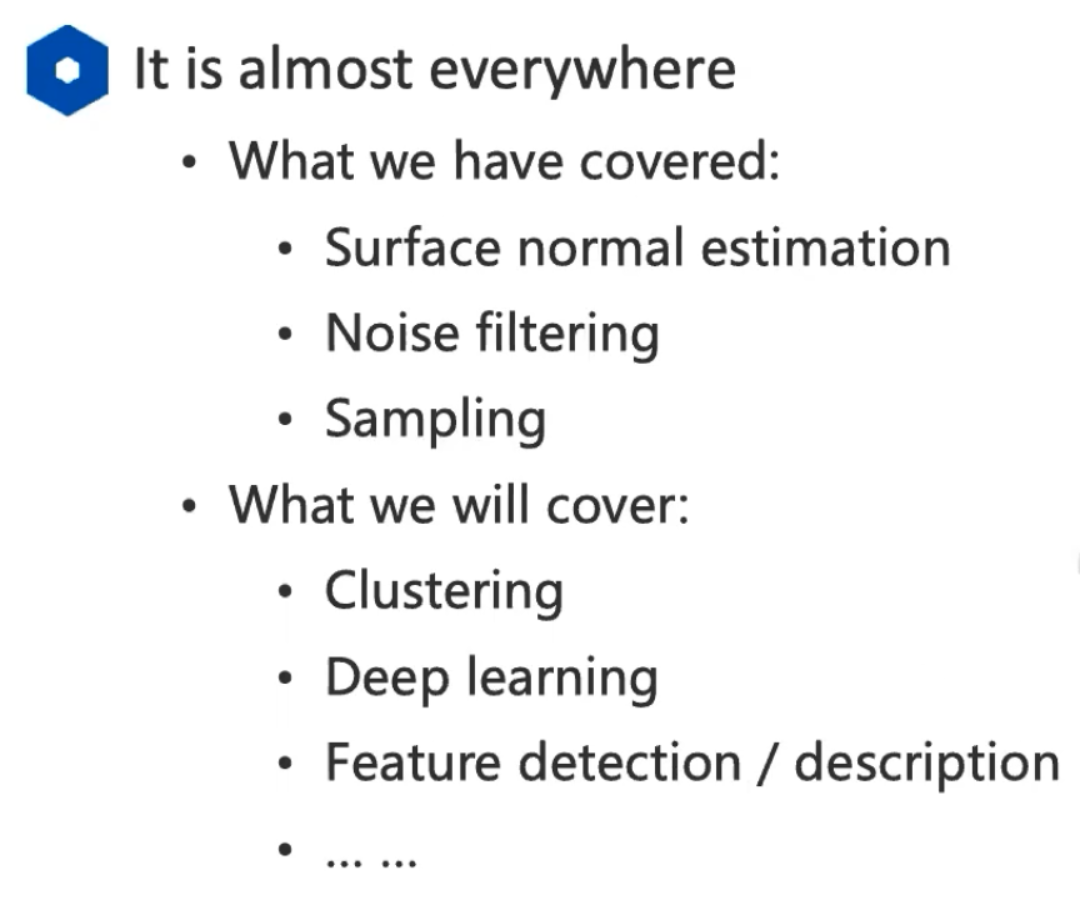 It is almost everywhere
• What we have covered:
• Surface normal estimation
• Noise filtering
• Sampling
• What we will cover:
• Clustering
• Deep learning
• Feature detection / description
• ... ...